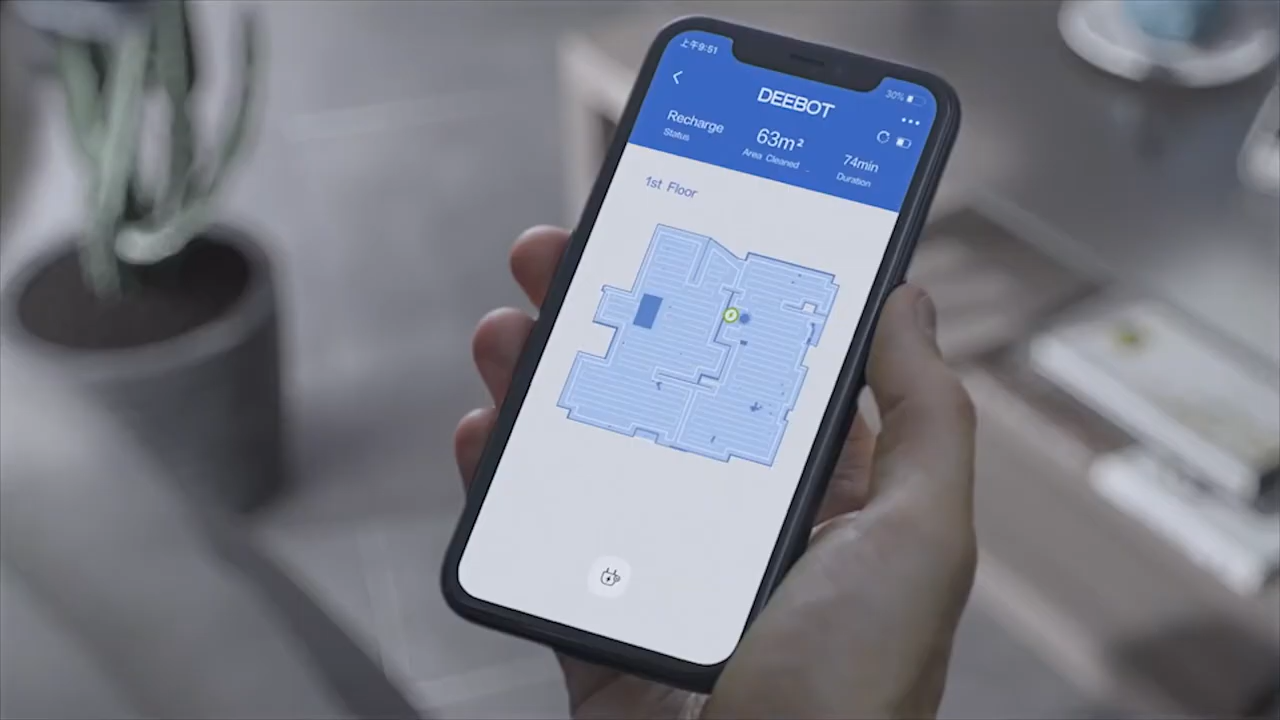 上午9:51
30%
DEEBOT
Recharge
Status
63m²
Area Cleaned
74min
Duration
1st Floor